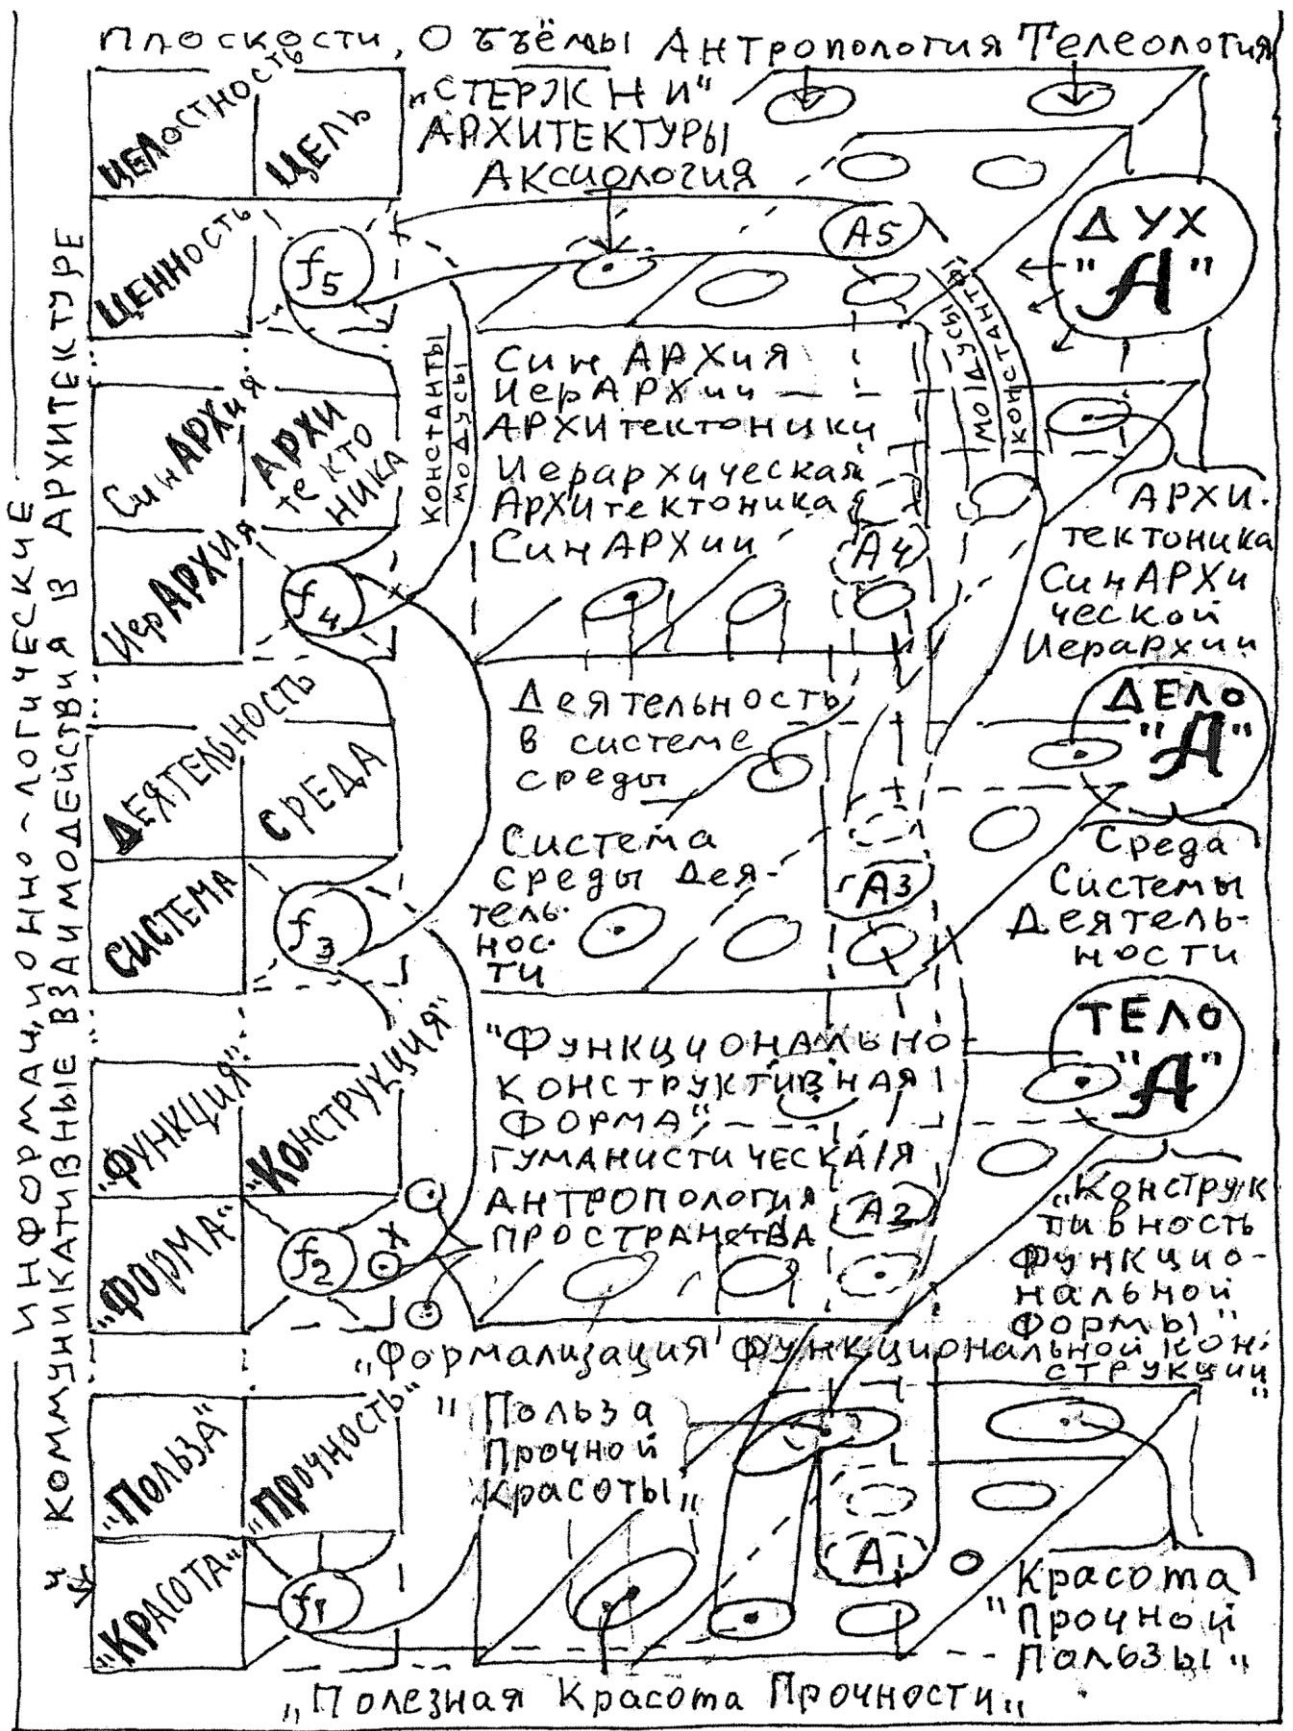 Плоскости, Объёмы Антропология Телеология
„СТЕРЖНИ"
АРХИТЕКТУРЫ
Аксиология
ЦЕЛОСТНОСТЬ
ЦЕЛЬ
ЦЕННОСТЬ
f5
A5
ДУХ
"А"
КОНСТАНТЫ
МОДУСЫ
МОДУСЫ
КОНСТАНТЫ
СинАРХия
АРХИ
текто
НИКА
ИерАРХИЯ
f4
СинАРХИЯ
ИерАРХии
АРХИтектоники
Иерархическая
АРХитектоника
СинАРХии
A4
АРХИ-
тектоника
СинАРХи
ческой
Иерархии
ДЕЯТЕЛЬНОСТЬ
СРЕДА
СИСТЕМА
f3
Деятельность
в системе
среды
Система
среды Дея-
тель-
нос-
ти
A3
ДЕЛО
"А"
Среда
Системы
Деятель-
ности
"ФУНКЦИЯ"
"Конструкция"
"ФОРМА"
f2
X
"Функционально
конструктивная
форма"
ГУМАНИСТИЧЕСКАЯ
АНТРОПОЛОГИЯ
ПРОСТРАНСТВА
A2
ТЕЛО
"А"
„Конструк
тивность
Функцио-
нальной
формы"
„Формализация функциональной кон-
струкции"
"Польза"
"Прочность"
"КРАСОТА"
f1
"Польза
Прочной
Красоты"
A
Красота
"Прочной
Пользы"
„Полезная Красота Прочности"
ИНФОРМАЦИОННО-ЛОГИЧЕСКИЕ
И КОММУНИКАТИВНЫЕ ВЗАИМОДЕЙСТВИЯ В АРХИТЕКТУРЕ